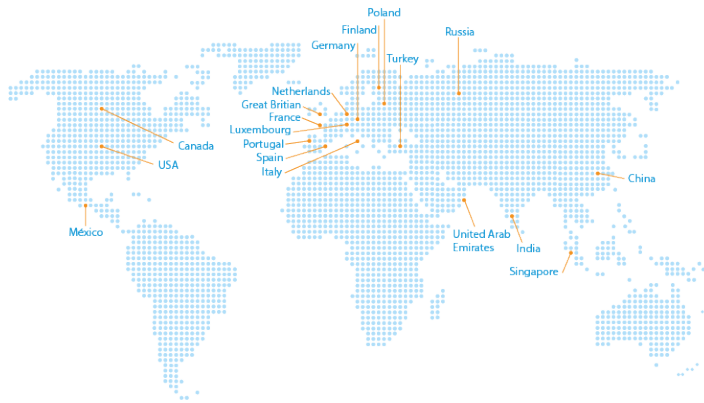 Poland
Finland
Russia
Germany
Turkey
Netherlands
Great Britian
France
Luxembourg
Canada
Portugal
Spain
USA
Italy
China
México
United Arab
Emirates
India
Singapore